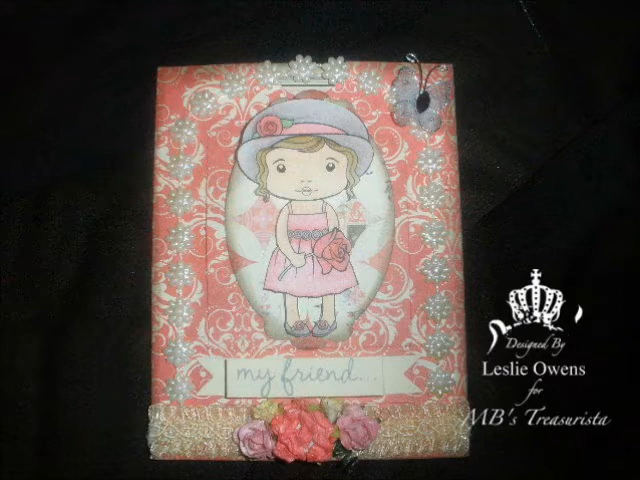 my friend...
Designed By
Leslie Owens
for
MB's Treasurista